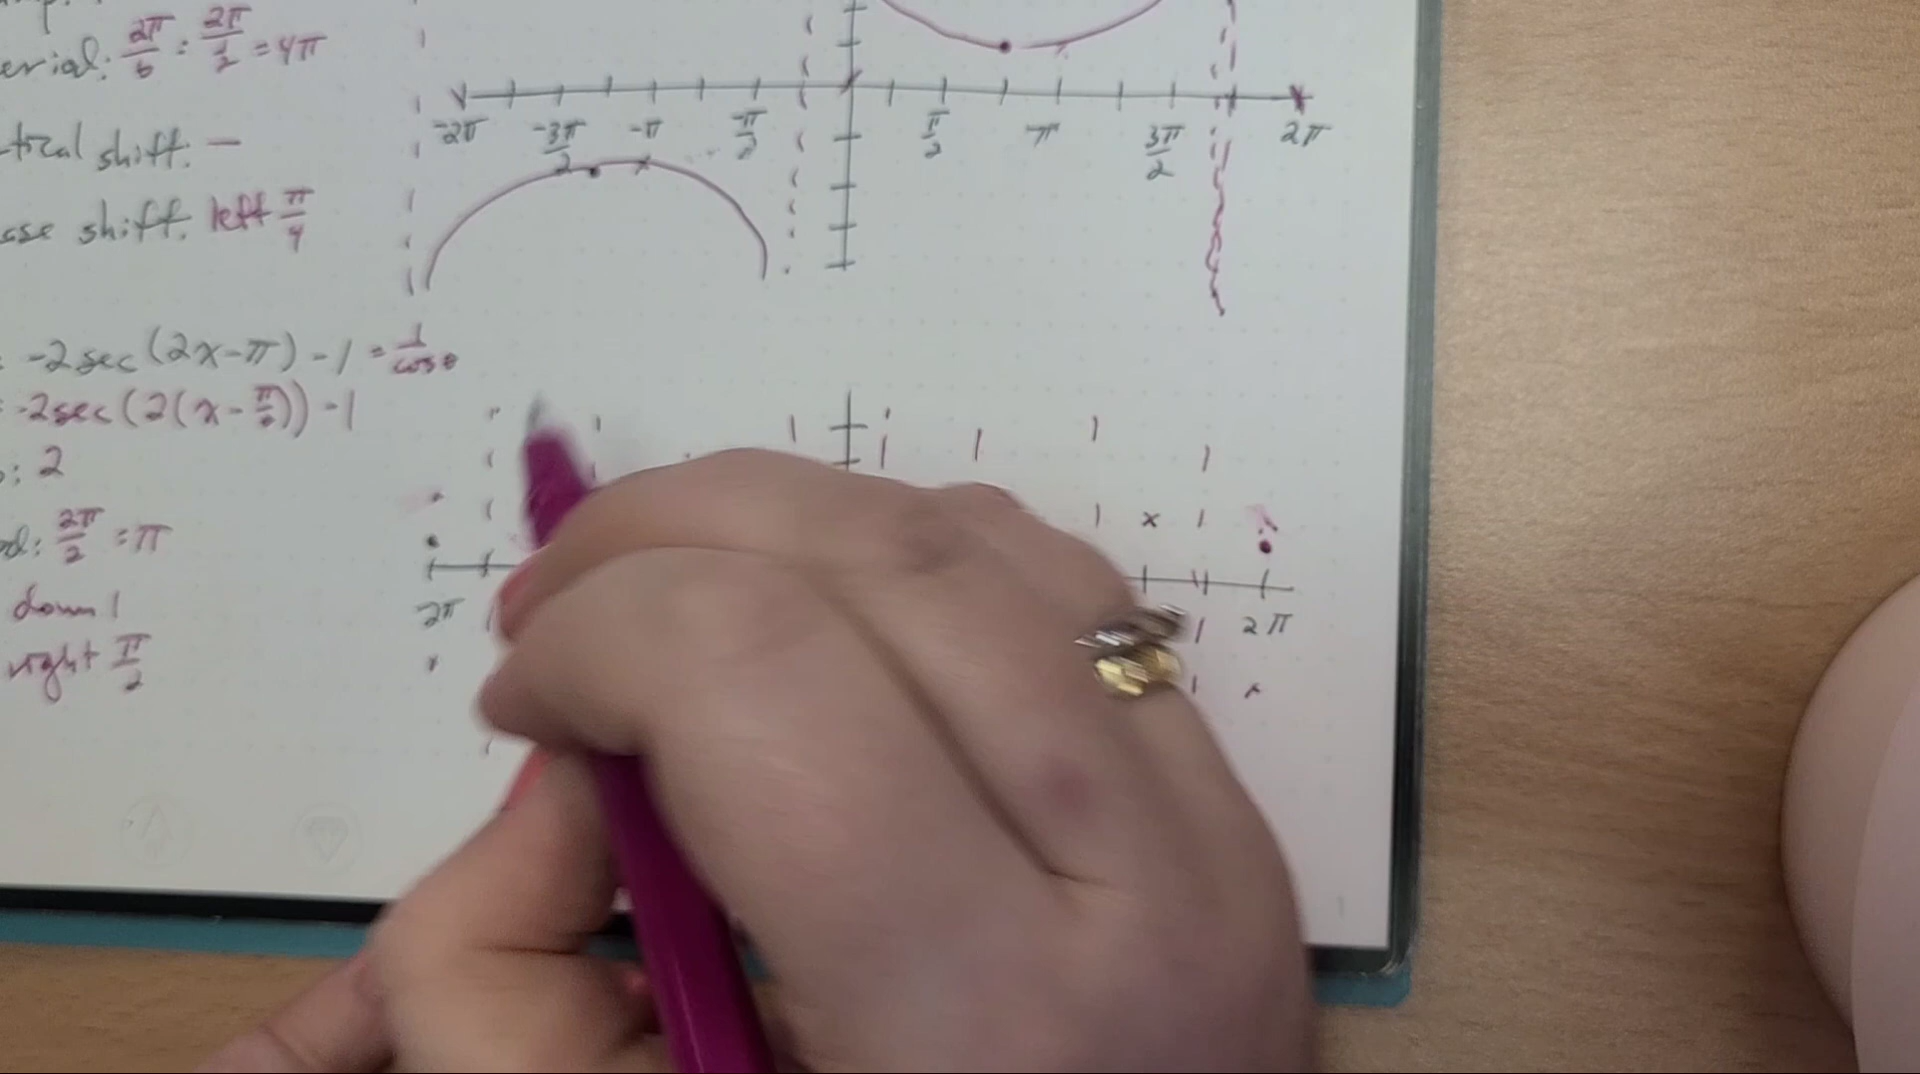 erial: 2π/b = 2π/½ = 4π
-2π -3π/2 -π -π/2 π/2 π 3π/2 2π
tical shift: —
ase shift: left π/4
= -2sec(2x-π) -1 = 1/cosθ
= -2sec(2(x-π/2)) -1
: 2
od: 2π/2 = π
2π 2π
down 1
right π/2